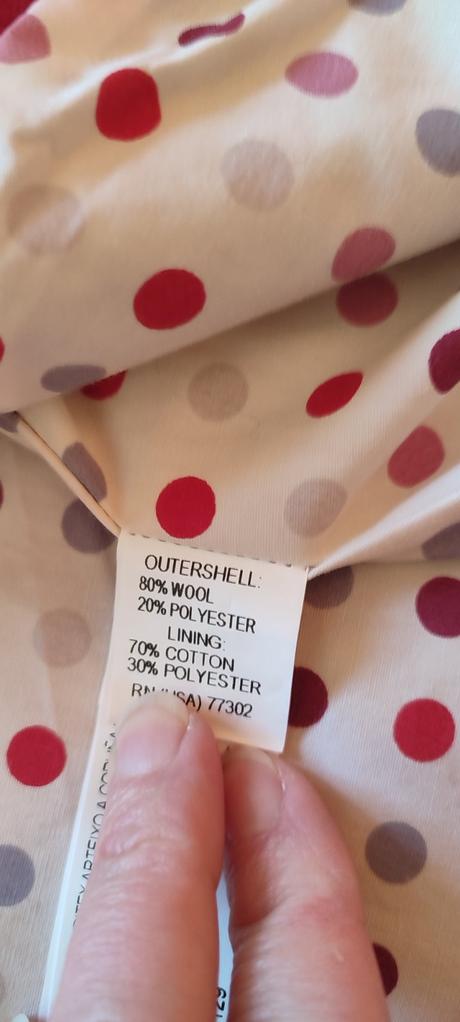 OUTERSHELL:
80% WOOL
20% POLYESTER
LINING:
70% COTTON
30% POLYESTER
RN (USA) 77302